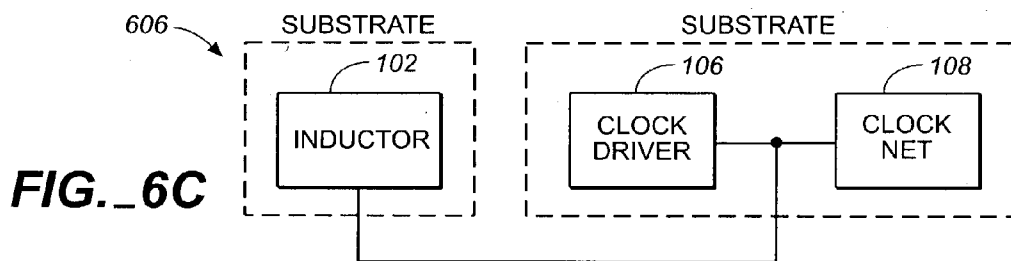 606
SUBSTRATE
SUBSTRATE
102
106
108
INDUCTOR
CLOCK
DRIVER
CLOCK
NET
FIG._6C